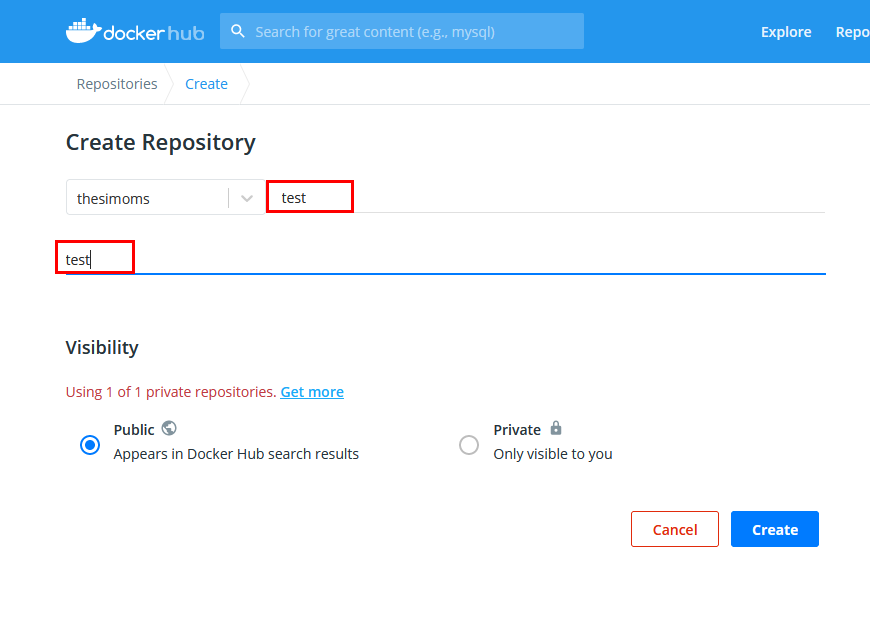 docker hub
Search for great content (e.g., mysql)
Explore
Repo
Repositories
Create
Create Repository
thesimoms
test
test
Visibility
Using 1 of 1 private repositories. Get more
Public
Appears in Docker Hub search results
Private
Only visible to you
Cancel
Create